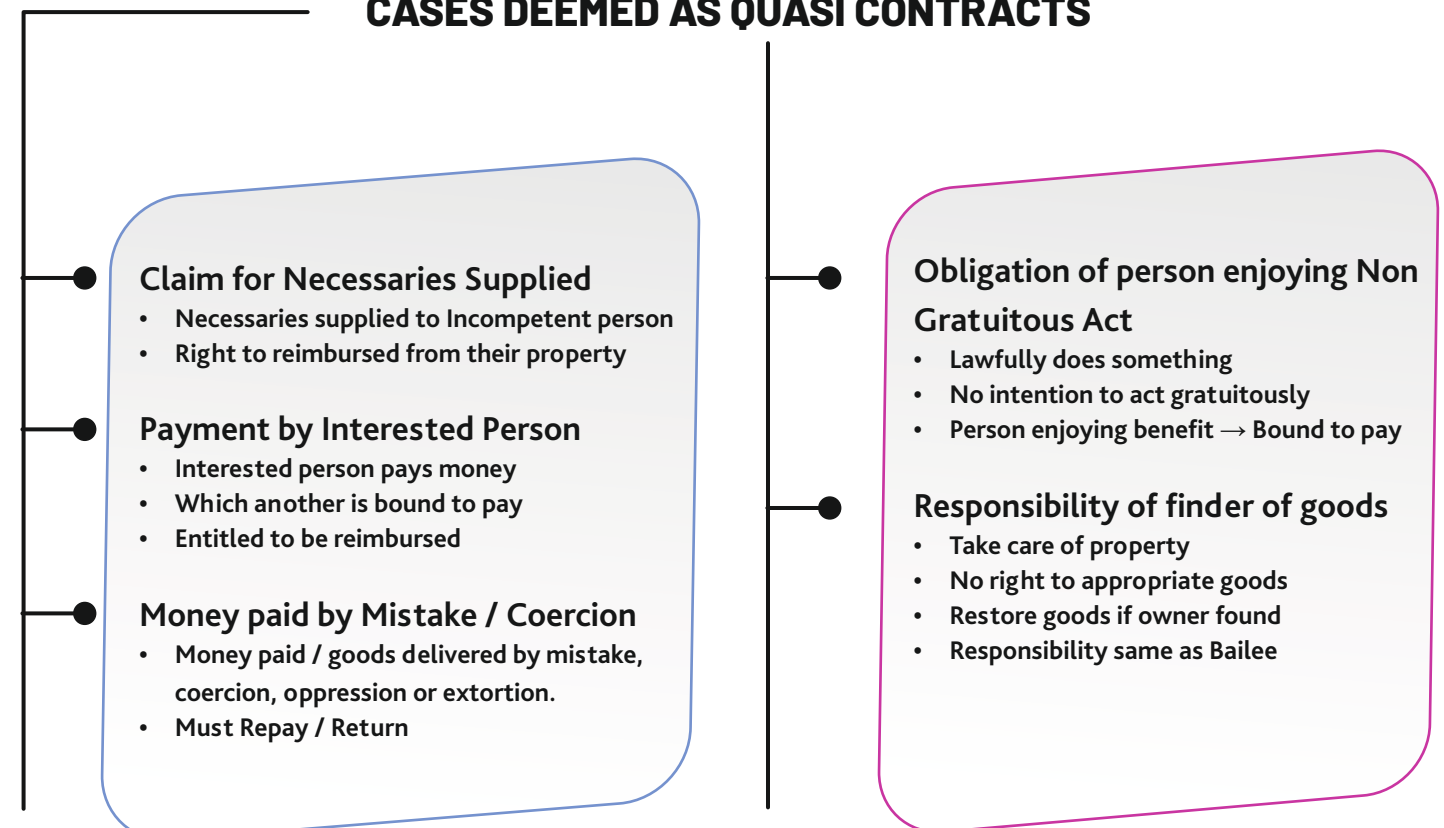 CASES DEEMED AS QUASI CONTRACTS
Claim for Necessaries Supplied
• Necessaries supplied to Incompetent person
• Right to reimbursed from their property
Payment by Interested Person
• Interested person pays money
• Which another is bound to pay
• Entitled to be reimbursed
Money paid by Mistake / Coercion
• Money paid / goods delivered by mistake,
coercion, oppression or extortion.
• Must Repay / Return
Obligation of person enjoying Non
Gratuitous Act
• Lawfully does something
• No intention to act gratuitously
• Person enjoying benefit → Bound to pay
Responsibility of finder of goods
• Take care of property
• No right to appropriate goods
• Restore goods if owner found
• Responsibility same as Bailee